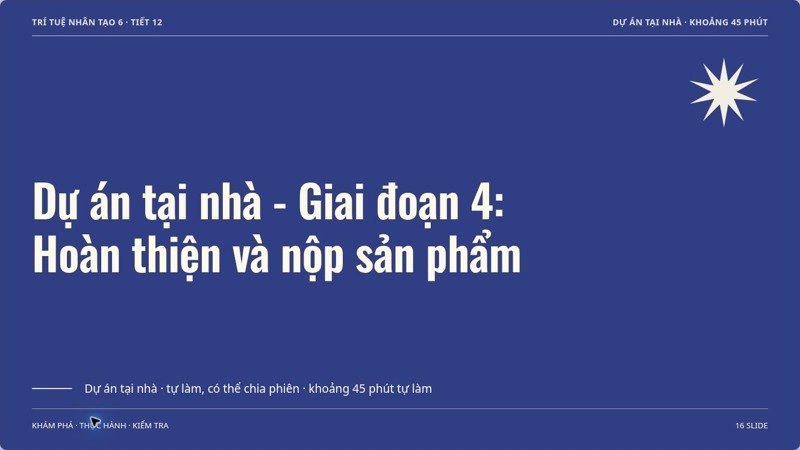 TRÍ TUỆ NHÂN TẠO 6 · TIẾT 12
DỰ ÁN TẠI NHÀ · KHOẢNG 45 PHÚT
Dự án tại nhà - Giai đoạn 4:
Hoàn thiện và nộp sản phẩm
Dự án tại nhà · tự làm, có thể chia phiên · khoảng 45 phút tự làm
KHÁM PHÁ · THỰC HÀNH · KIỂM TRA
16 SLIDE